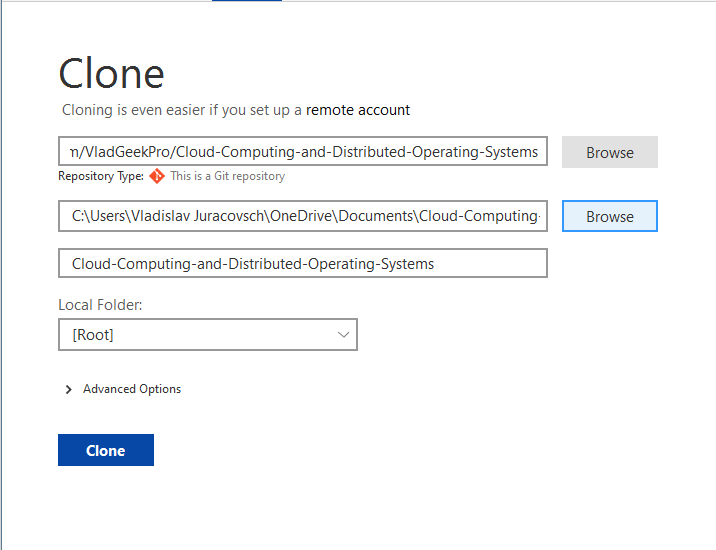 Clone
Cloning is even easier if you set up a remote account
m/VladGeekPro/Cloud-Computing-and-Distributed-Operating-Systems
Browse
Repository Type: This is a Git repository
C:\Users\Vladislav Juracovsch\OneDrive\Documents\Cloud-Computing-
Browse
Cloud-Computing-and-Distributed-Operating-Systems
Local Folder:
[Root]
Advanced Options
Clone